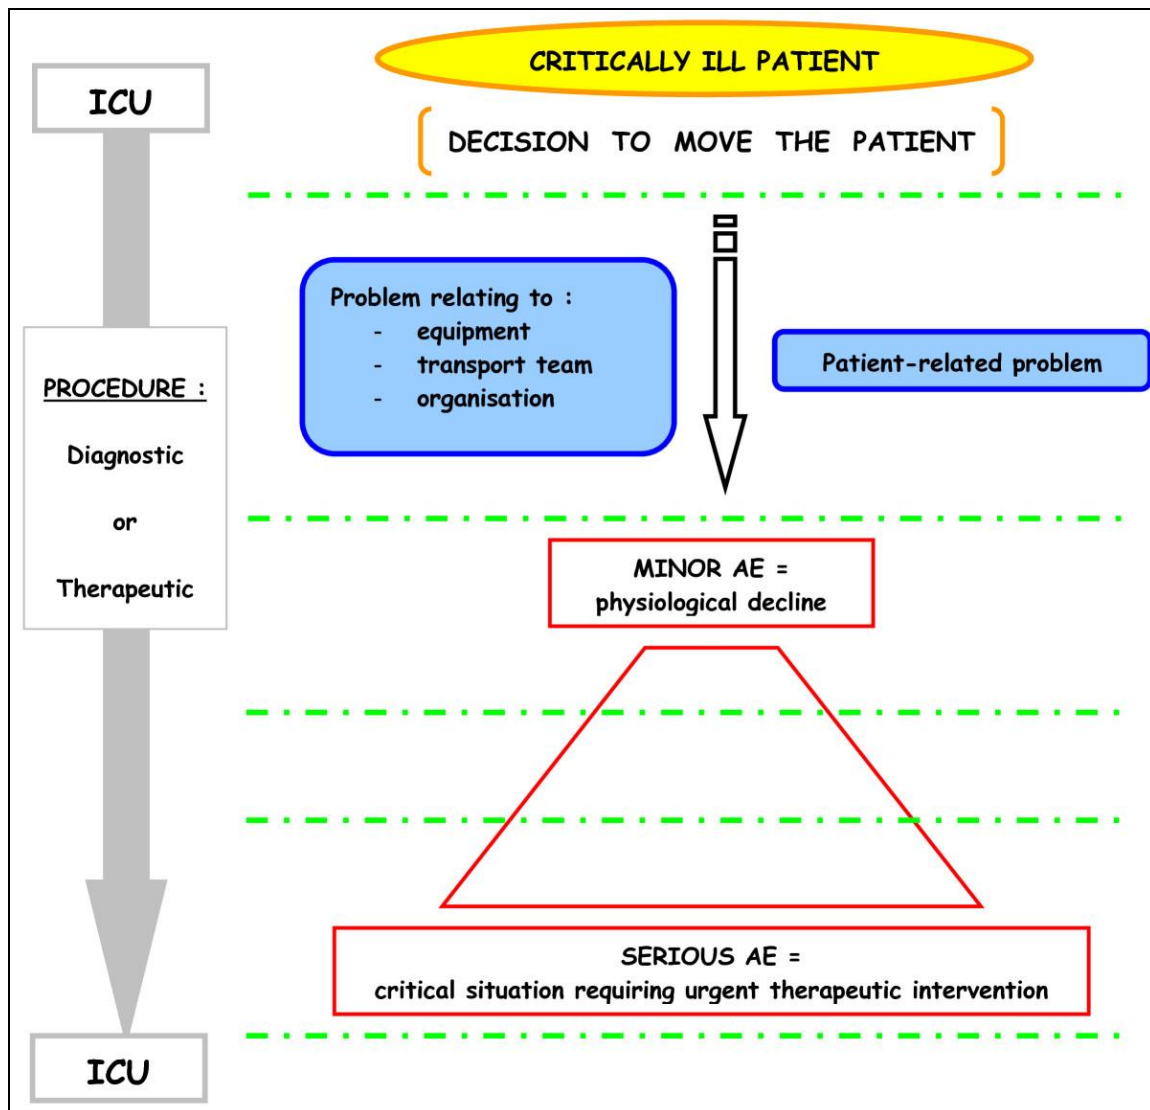 ICU
PROCEDURE :
Diagnostic
or
Therapeutic
ICU
CRITICALLY ILL PATIENT
DECISION TO MOVE THE PATIENT
Problem relating to :
- equipment
- transport team
- organisation
Patient-related problem
MINOR AE =
physiological decline
SERIOUS AE =
critical situation requiring urgent therapeutic intervention